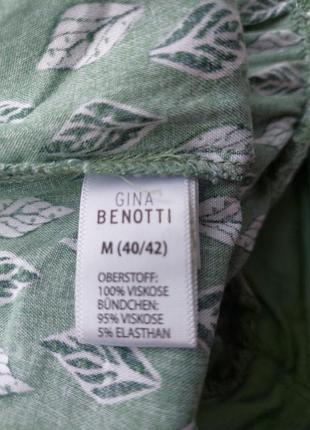 GINA
BENOTTI
M (40/42)
OBERSTOFF:
100% VISKOSE
BÜNDCHEN:
95% VISKOSE
5% ELASTHAN